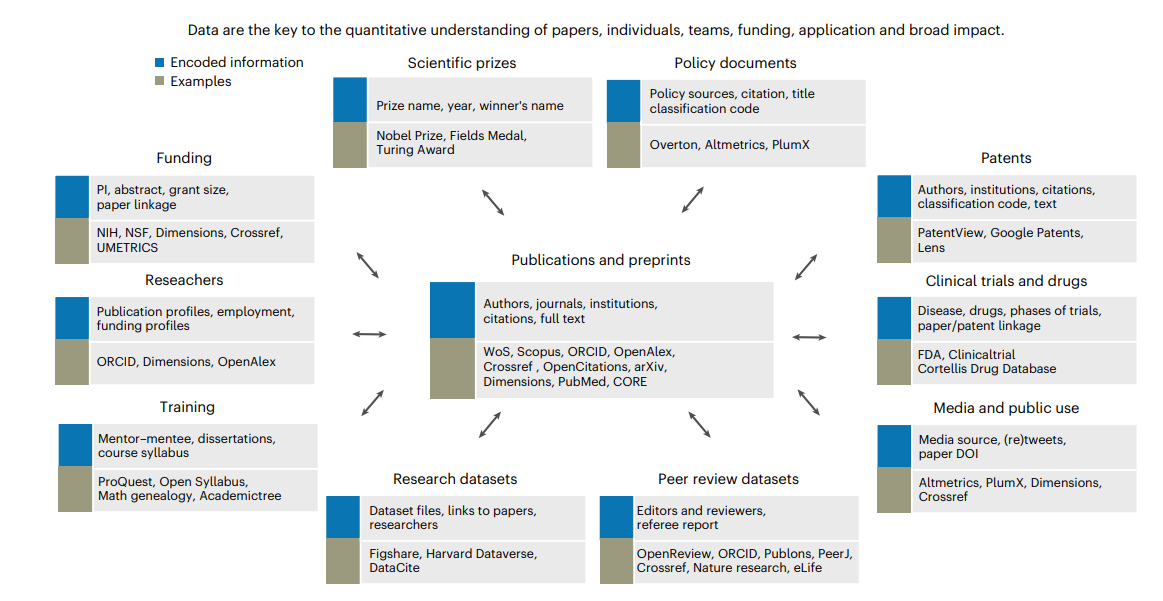 Data are the key to the quantitative understanding of papers, individuals, teams, funding, application and broad impact.
Encoded information
Examples
Scientific prizes
Prize name, year, winner's name
Nobel Prize, Fields Medal,
Turing Award
Policy documents
Policy sources, citation, title
classification code
Overton, Altmetrics, PlumX
Funding
PI, abstract, grant size,
paper linkage
NIH, NSF, Dimensions, Crossref,
UMETRICS
Patents
Authors, institutions, citations,
classification code, text
PatentView, Google Patents,
Lens
Publications and preprints
Authors, journals, institutions,
citations, full text
WoS, Scopus, ORCID, OpenAlex,
Crossref , OpenCitations, arXiv,
Dimensions, PubMed, CORE
Reseachers
Publication profiles, employment,
funding profiles
ORCID, Dimensions, OpenAlex
Clinical trials and drugs
Disease, drugs, phases of trials,
paper/patent linkage
FDA, Clinicaltrial
Cortellis Drug Database
Training
Mentor–mentee, dissertations,
course syllabus
ProQuest, Open Syllabus,
Math genealogy, Academictree
Media and public use
Media source, (re)tweets,
paper DOI
Altmetrics, PlumX, Dimensions,
Crossref
Research datasets
Dataset files, links to papers,
researchers
Figshare, Harvard Dataverse,
DataCite
Peer review datasets
Editors and reviewers,
referee report
OpenReview, ORCID, Publons, PeerJ,
Crossref, Nature research, eLife